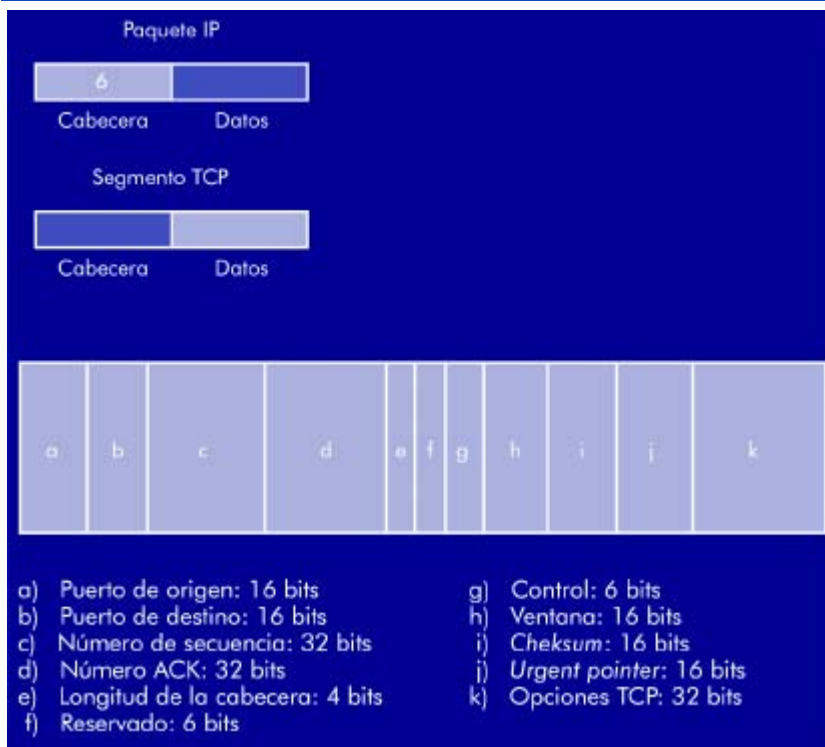 Paquete IP
6
Cabecera Datos
Segmento TCP
Cabecera Datos
a b c d e f g h i j k
a) Puerto de origen: 16 bits
b) Puerto de destino: 16 bits
c) Número de secuencia: 32 bits
d) Número ACK: 32 bits
e) Longitud de la cabecera: 4 bits
f) Reservado: 6 bits
g) Control: 6 bits
h) Ventana: 16 bits
i) Cheksum: 16 bits
j) Urgent pointer: 16 bits
k) Opciones TCP: 32 bits